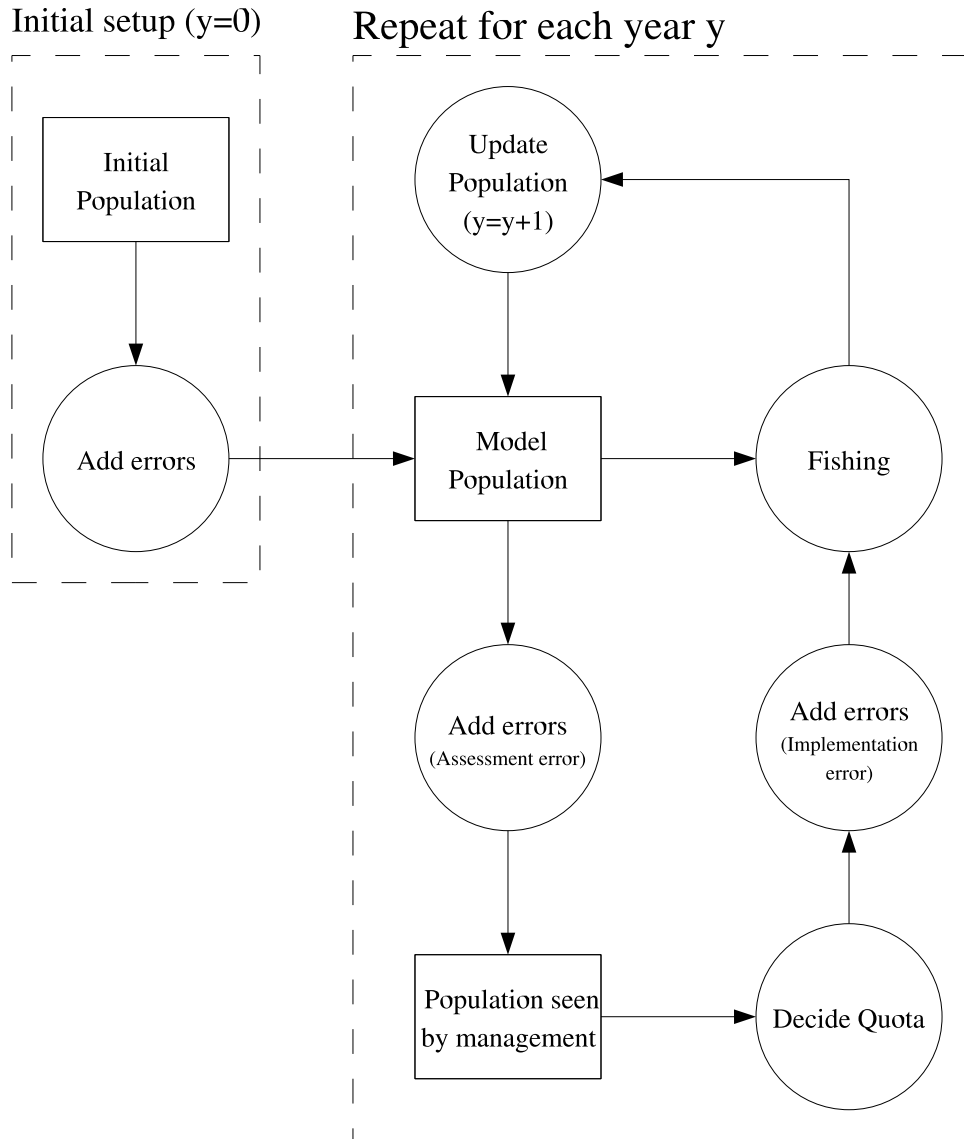 Initial setup (y=0)
Repeat for each year y
Initial
Population
Add errors
Update
Population
(y=y+1)
Model
Population
Fishing
Add errors
(Assessment error)
Add errors
(Implementation
error)
Population seen
by management
Decide Quota